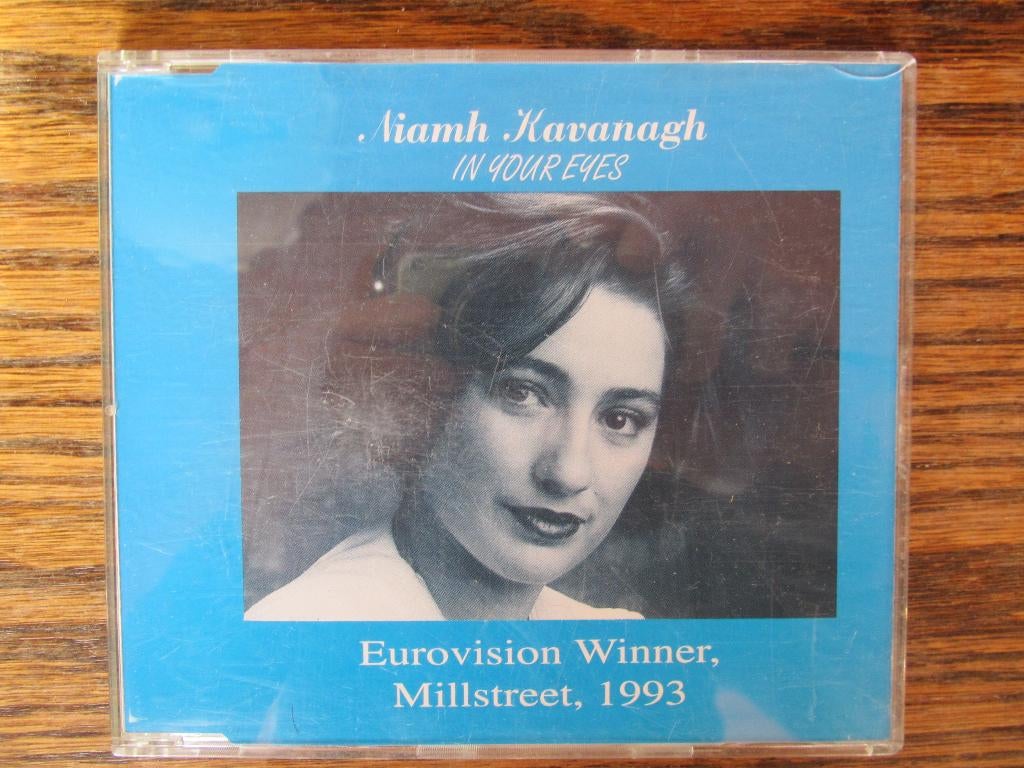 Niamh Kavanagh
IN YOUR EYES
Eurovision Winner,
Millstreet, 1993